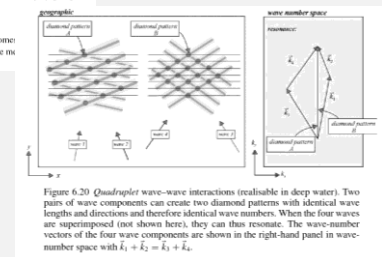 geographic
wave number space
diamond pattern
A
diamond pattern
B
resonance:
diamond pattern
A
diamond pattern
wave 1
wave 2
y
x
Figure 6.20 Quadruplet wave–wave interactions (realisable in deep water). Two
pairs of wave components can create two diamond patterns with identical wave
lengths and directions and therefore identical wave numbers. When the four waves
are superimposed (not shown here), they can thus resonate. The wave-number
vectors of the four wave components are shown in the right-hand panel in wave-
number space with k⃗₁ + k⃗₂ = k⃗₃ + k⃗₄.